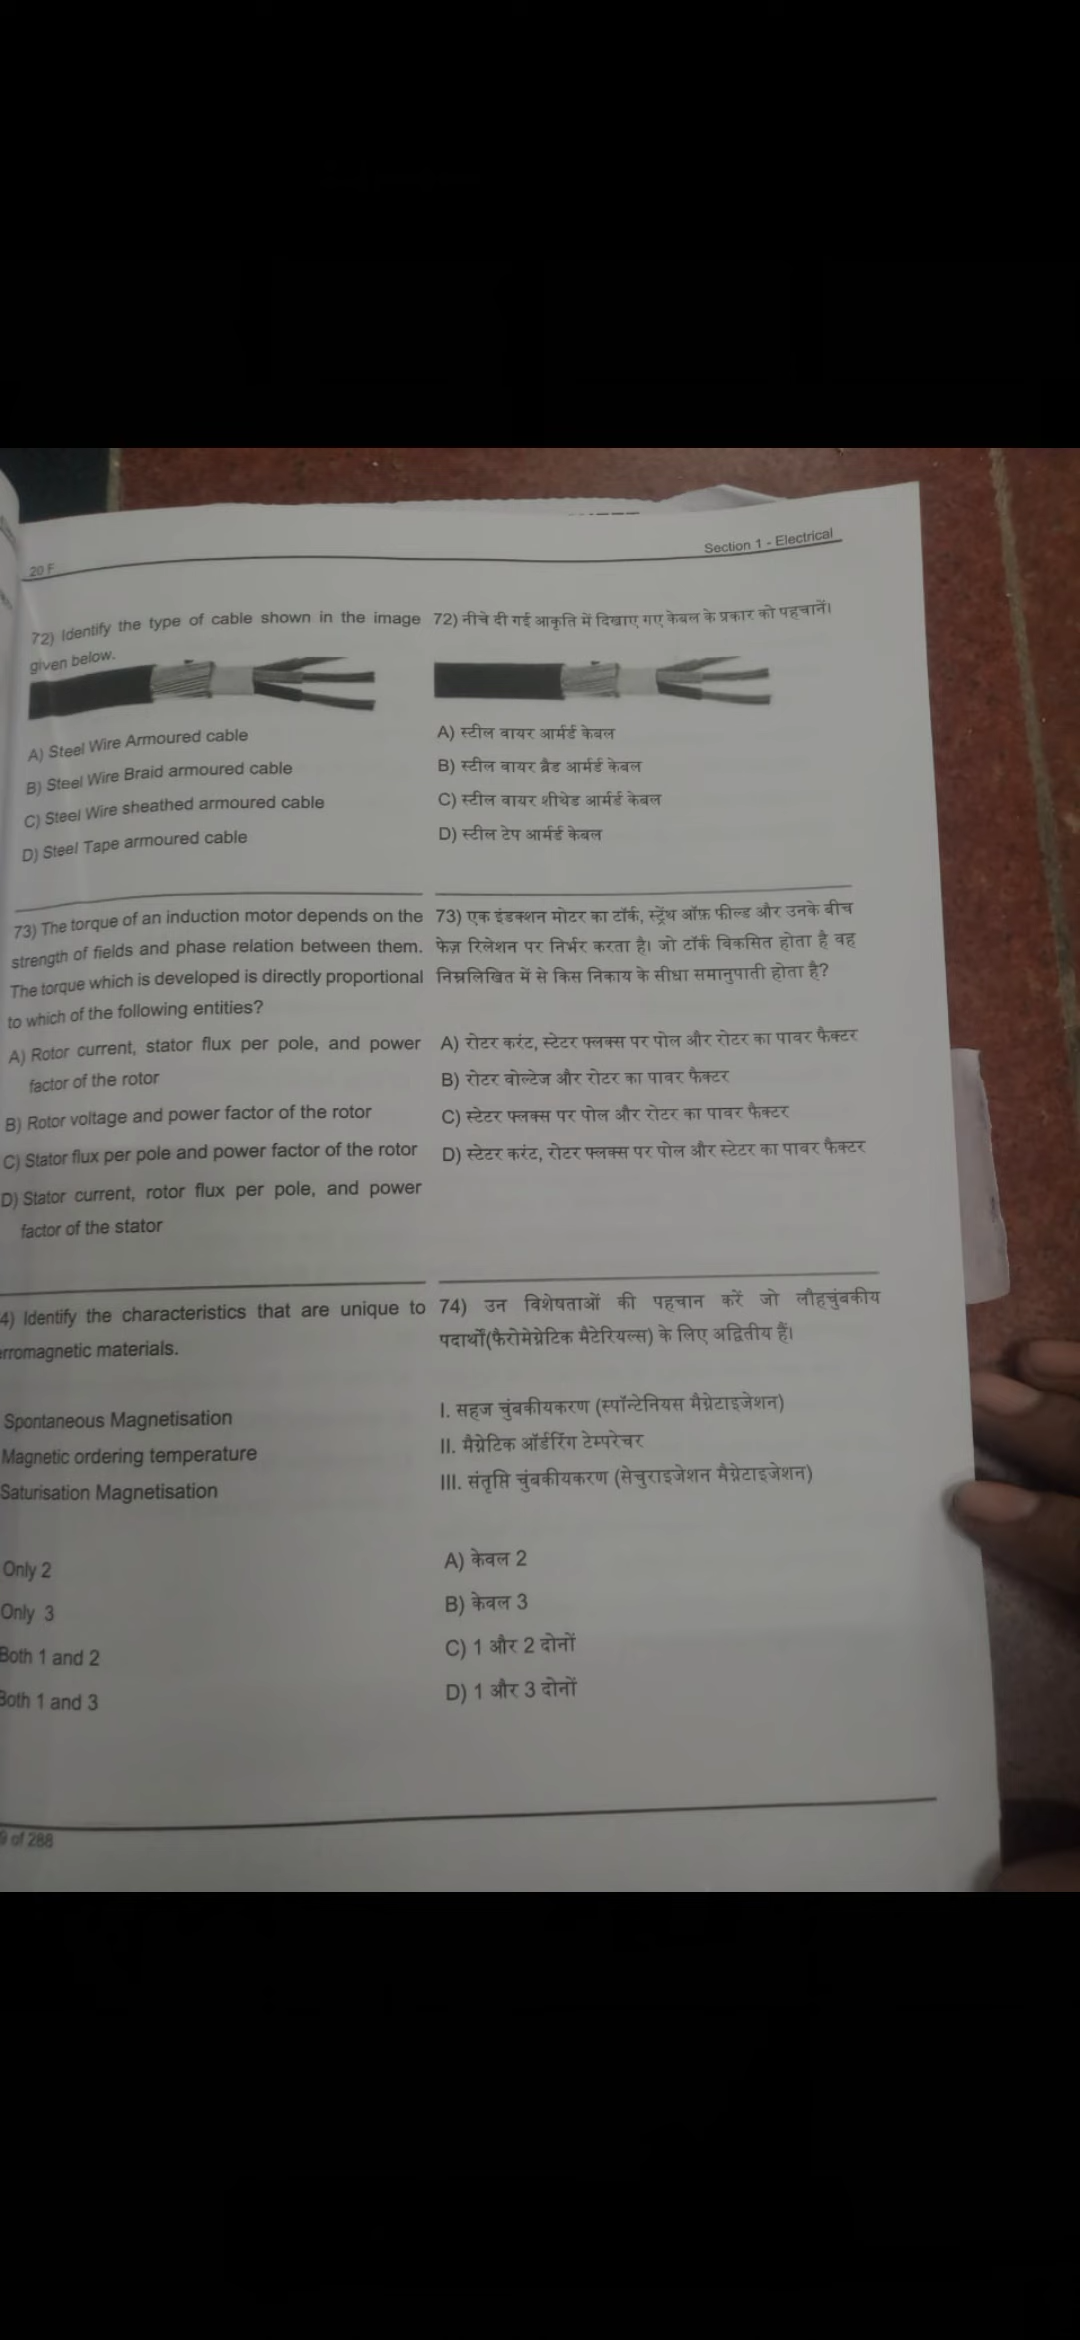 20 F
Section 1 - Electrical
72) Identify the type of cable shown in the image
given below.
A) Steel Wire Armoured cable
B) Steel Wire Braid armoured cable
C) Steel Wire sheathed armoured cable
D) Steel Tape armoured cable
72) नीचे दी गई आकृति में दिखाए गए केबल के प्रकार को पहचानें।
A) स्टील वायर आर्मर्ड केबल
B) स्टील वायर ब्रैड आर्मर्ड केबल
C) स्टील वायर शीथेड आर्मर्ड केबल
D) स्टील टेप आर्मर्ड केबल
73) The torque of an induction motor depends on the
strength of fields and phase relation between them.
The torque which is developed is directly proportional
to which of the following entities?
A) Rotor current, stator flux per pole, and power
factor of the rotor
B) Rotor voltage and power factor of the rotor
C) Stator flux per pole and power factor of the rotor
D) Stator current, rotor flux per pole, and power
factor of the stator
73) एक इंडक्शन मोटर का टॉर्क, स्ट्रेंथ ऑफ़ फील्ड और उनके बीच
फेज़ रिलेशन पर निर्भर करता है। जो टॉर्क विकसित होता है वह
निम्नलिखित में से किस निकाय के सीधा समानुपाती होता है?
A) रोटर करंट, स्टेटर फ्लक्स पर पोल और रोटर का पावर फैक्टर
B) रोटर वोल्टेज और रोटर का पावर फैक्टर
C) स्टेटर फ्लक्स पर पोल और रोटर का पावर फैक्टर
D) स्टेटर करंट, रोटर फ्लक्स पर पोल और स्टेटर का पावर फैक्टर
4) Identify the characteristics that are unique to
erromagnetic materials.
Spontaneous Magnetisation
Magnetic ordering temperature
Saturisation Magnetisation
Only 2
Only 3
Both 1 and 2
Both 1 and 3
74) उन विशेषताओं की पहचान करें जो लौहचुंबकीय
पदार्थों(फैरोमेग्नेटिक मैटेरियल्स) के लिए अद्वितीय हैं।
I. सहज चुंबकीयकरण (स्पॉन्टेनियस मैग्नेटाइजेशन)
II. मैग्नेटिक ऑर्डरिंग टेम्परेचर
III. संतृप्ति चुंबकीयकरण (सेचुराइजेशन मैग्नेटाइजेशन)
A) केवल 2
B) केवल 3
C) 1 और 2 दोनों
D) 1 और 3 दोनों
9 of 288